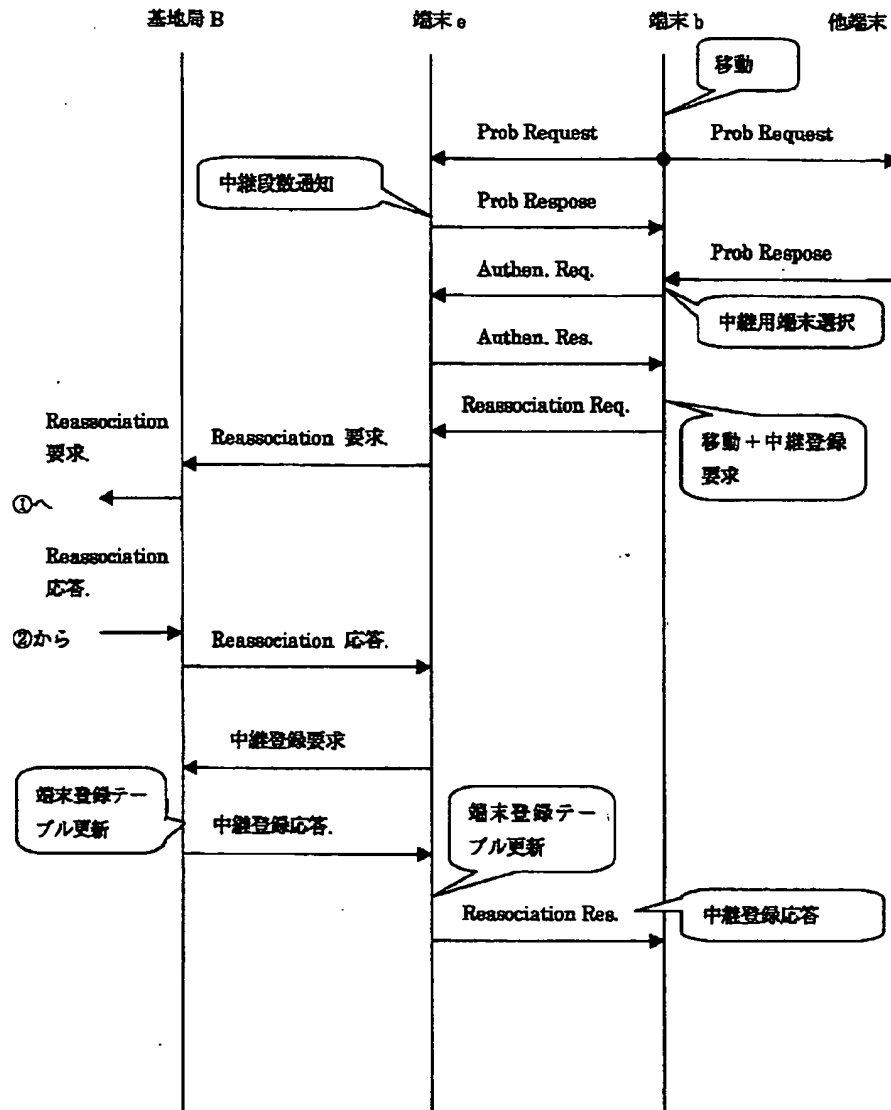 基地局 B
端末 e
端末 b
他端末
移動
Prob Request
Prob Request
中継段数通知
Prob Respose
Prob Respose
Authen. Req.
中継用端末選択
Authen. Res.
Reassociation Req.
Reassociation
要求.
Reassociation 要求.
移動＋中継登録
要求
①へ
Reassociation
応答.
②から
Reassociation 応答.
中継登録要求
端末登録テー
ブル更新
中継登録応答.
端末登録テー
ブル更新
Reasociation Res.
中継登録応答